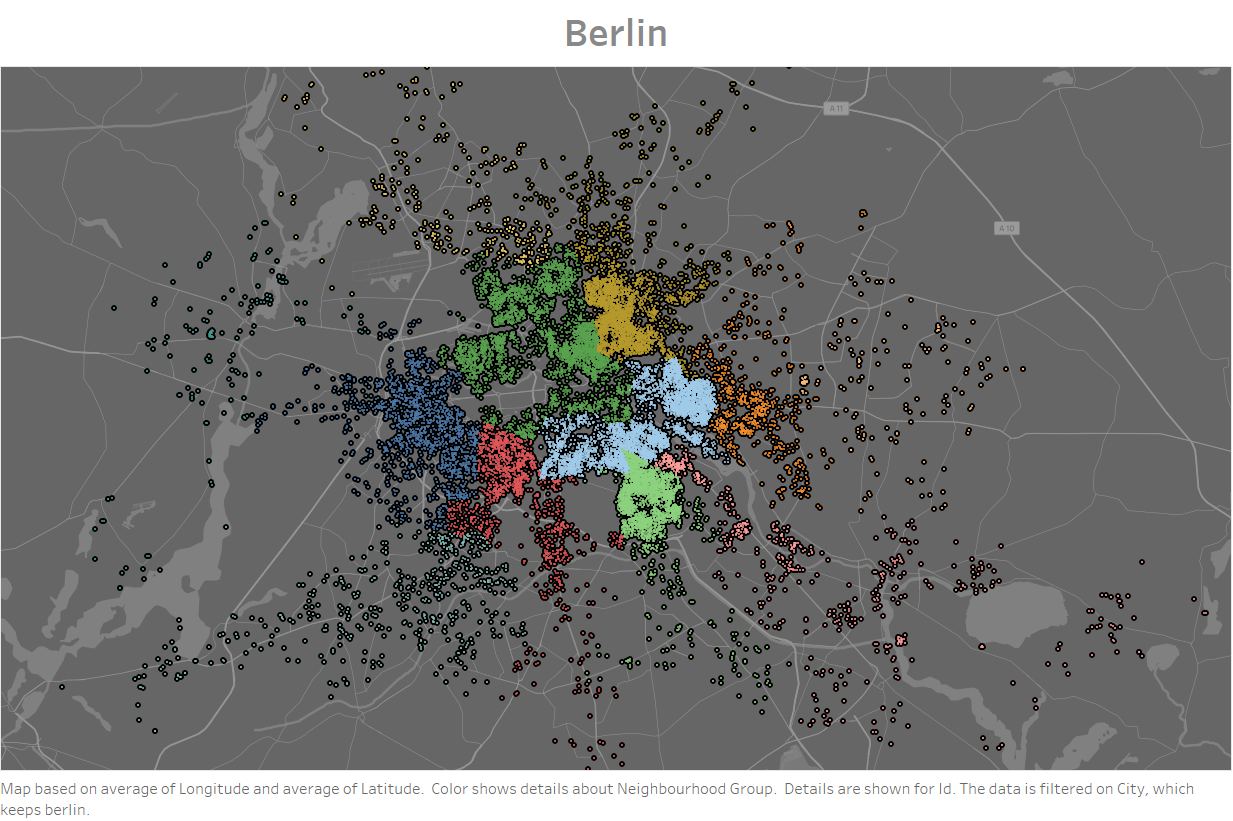 Berlin
A 11
A 10
Map based on average of Longitude and average of Latitude.  Color shows details about Neighbourhood Group.  Details are shown for Id. The data is filtered on City, which
keeps berlin.